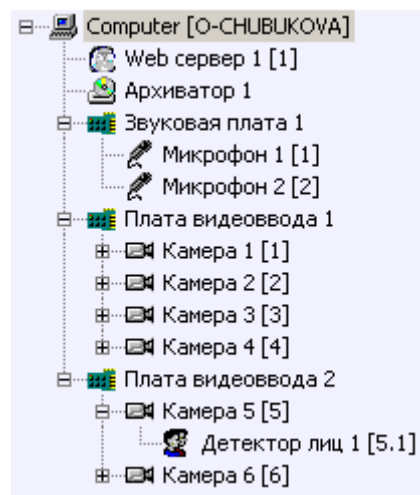 Computer [O-CHUBUKOVA]
Web сервер 1 [1]
Архиватор 1
Звуковая плата 1
Микрофон 1 [1]
Микрофон 2 [2]
Плата видеоввода 1
Камера 1 [1]
Камера 2 [2]
Камера 3 [3]
Камера 4 [4]
Плата видеоввода 2
Камера 5 [5]
Детектор лиц 1 [5.1]
Камера 6 [6]